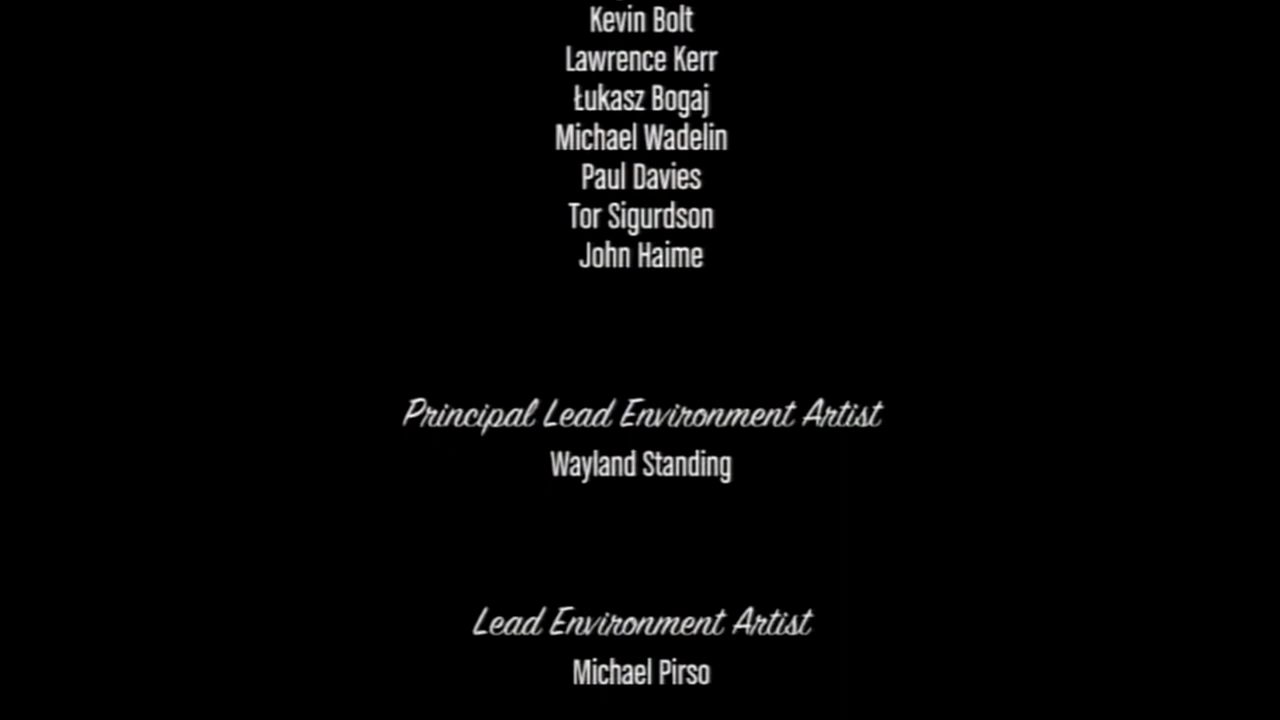 Kevin Bolt
Lawrence Kerr
Łukasz Bogaj
Michael Wadelin
Paul Davies
Tor Sigurdson
John Haime
Principal Lead Environment Artist
Wayland Standing
Lead Environment Artist
Michael Pirso